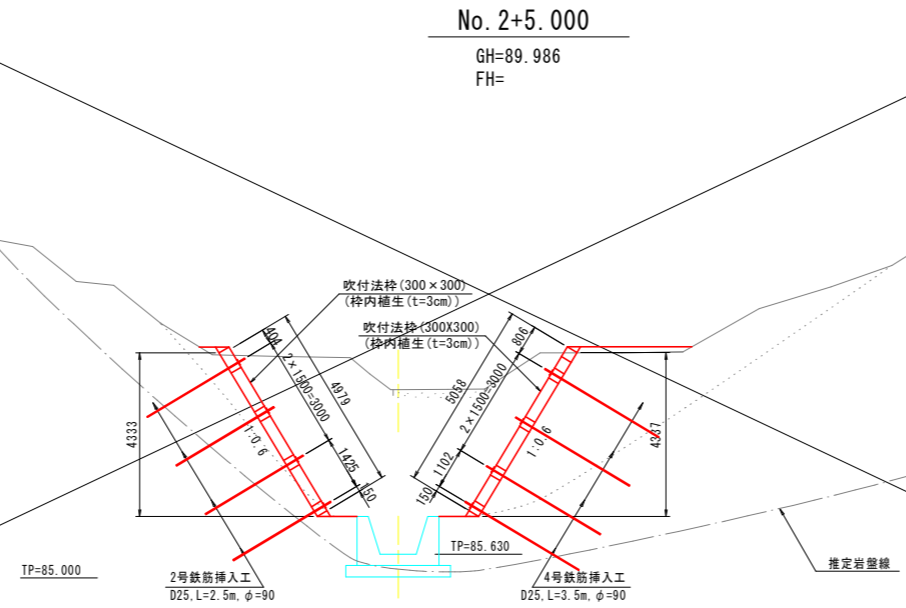 No. 2+5.000
GH=89.986
FH=
吹付法枠(300×300)
(枠内植生(t=3cm))
吹付法枠(300X300)
(枠内植生(t=3cm))
404
2×1500=3000
4979
1425
150
4333
1:0.6
806
5058
2×1500=3000
1102
150
1:0.6
4337
TP=85.630
TP=85.000
2号鉄筋挿入工
D25, L=2.5m, φ=90
4号鉄筋挿入工
D25, L=3.5m, φ=90
推定岩盤線